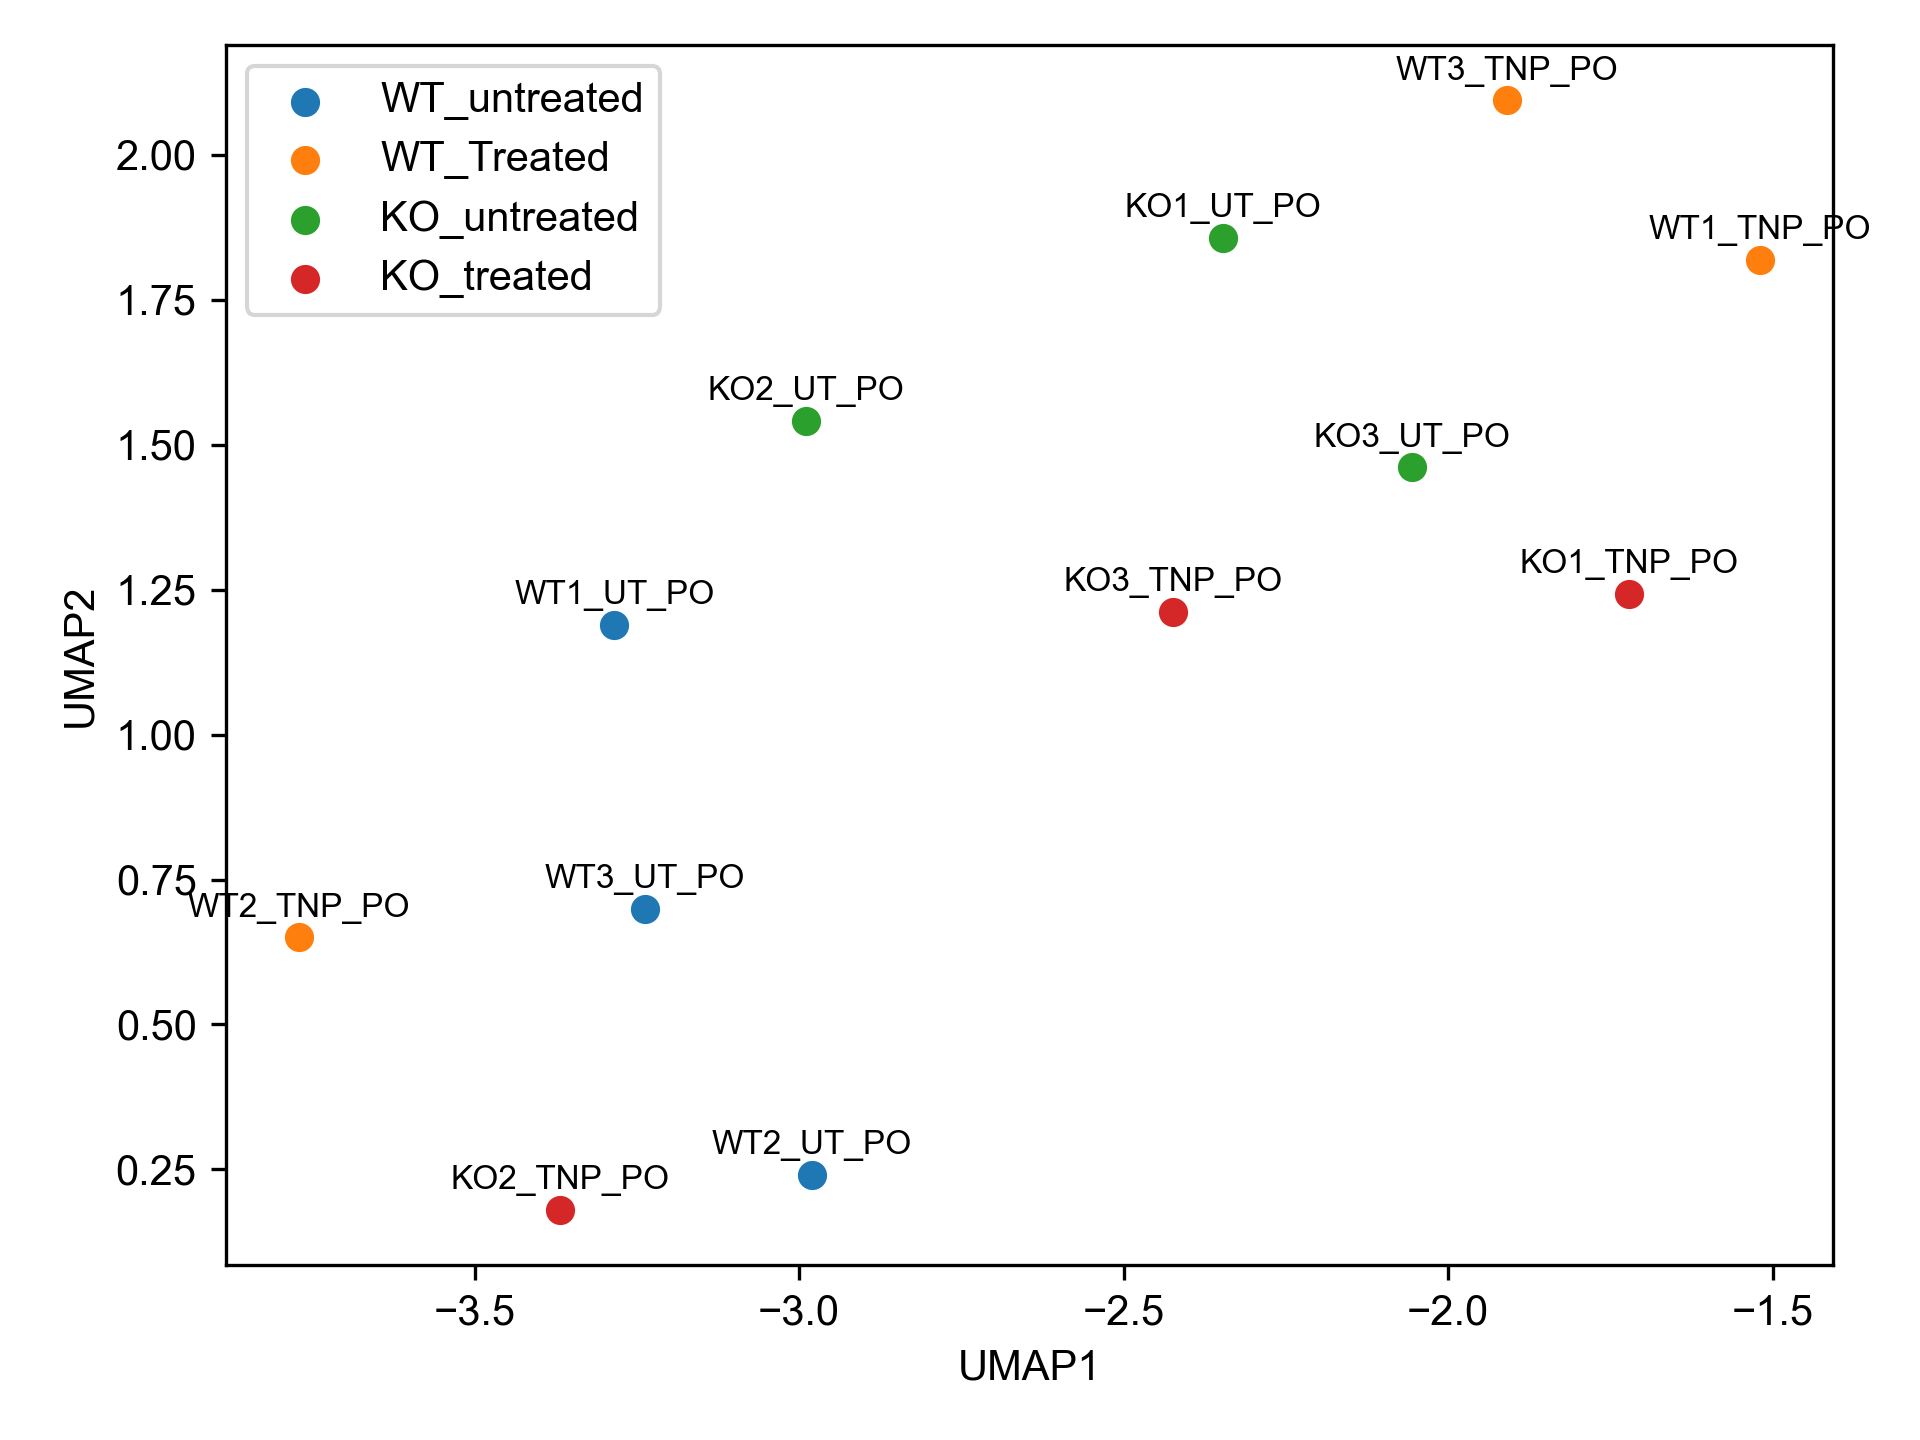 WT_untreated
WT_Treated
KO_untreated
KO_treated
WT3_TNP_PO
KO1_UT_PO
WT1_TNP_PO
KO2_UT_PO
KO3_UT_PO
KO3_TNP_PO
KO1_TNP_PO
WT1_UT_PO
WT3_UT_PO
WT2_TNP_PO
WT2_UT_PO
KO2_TNP_PO
2.00
1.75
1.50
1.25
1.00
0.75
0.50
0.25
UMAP2
−3.5 −3.0 −2.5 −2.0 −1.5
UMAP1